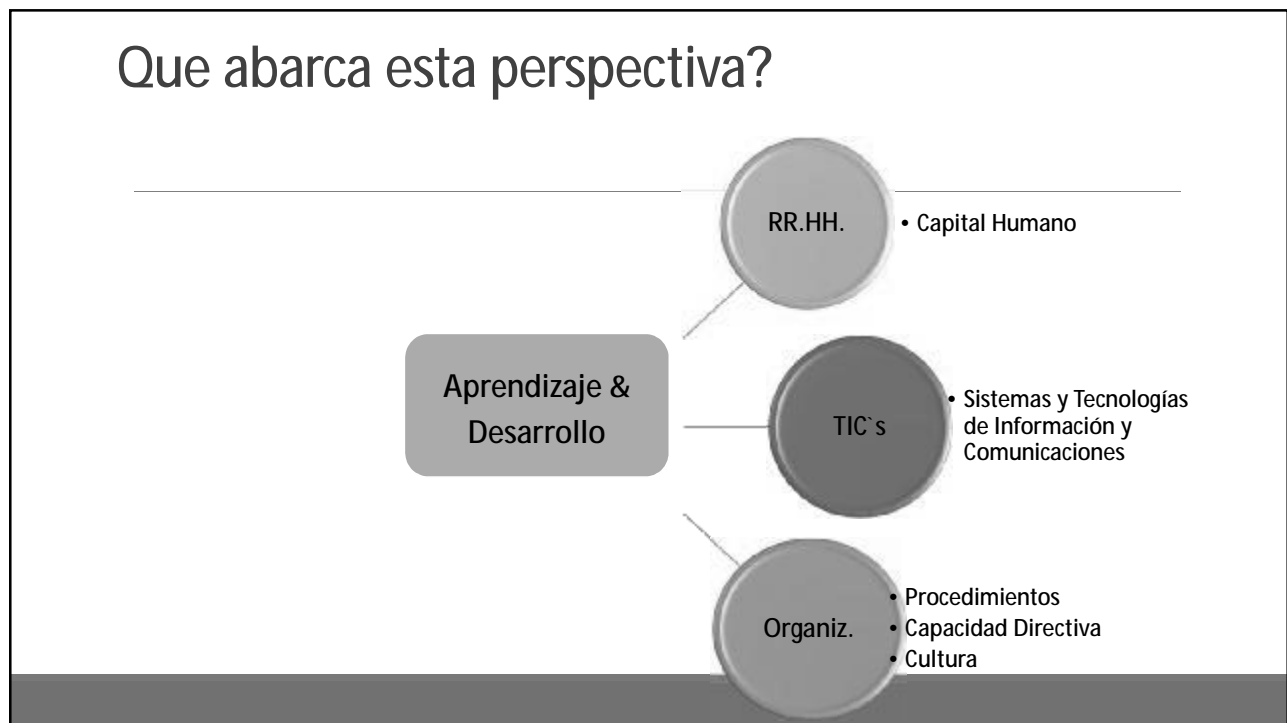 Que abarca esta perspectiva?
RR.HH.
• Capital Humano
Aprendizaje &
Desarrollo
TIC`s
• Sistemas y Tecnologías
de Información y
Comunicaciones
Organiz.
• Procedimientos
• Capacidad Directiva
• Cultura